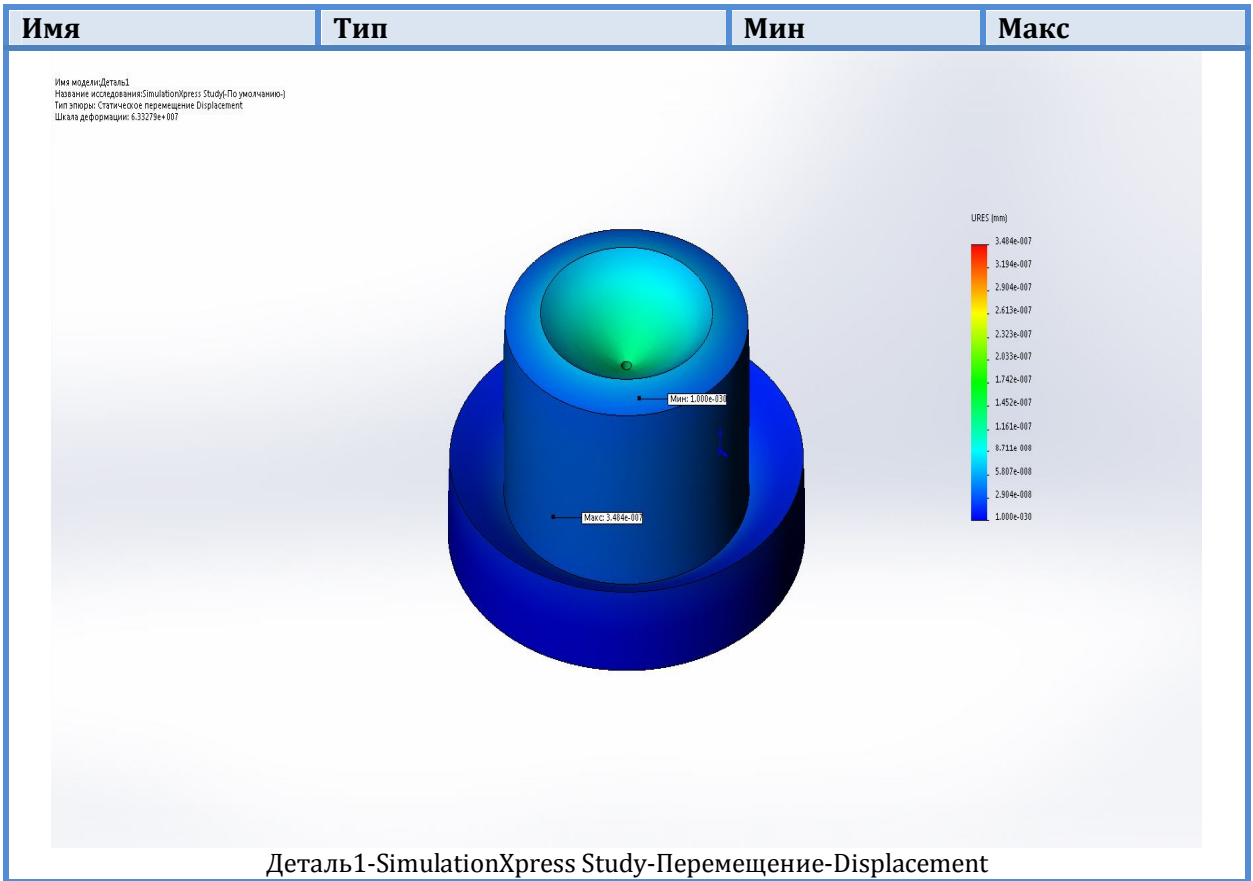 Имя Тип Мин Макс
Имя модели:Деталь1
Название исследования:SimulationXpress Study(-По умолчанию-)
Тип эпюры: Статическое перемещение Displacement
Шкала деформации: 6.33279e+007
URES (mm)
3.484e-007
3.194e-007
2.904e-007
2.613e-007
2.323e-007
2.033e-007
1.742e-007
1.452e-007
1.161e-007
8.711e-008
5.807e-008
2.904e-008
1.000e-030
Мин: 1.000e-030
Макс: 3.484e-007
Деталь1-SimulationXpress Study-Перемещение-Displacement